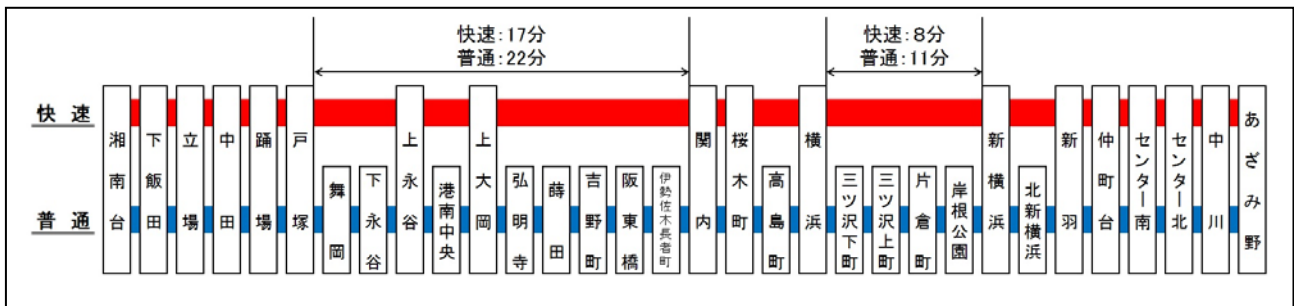 快速:17分
普通:22分
快速:8分
普通:11分
快速
普通
湘南台
下飯田
立場
中田
踊場
戸塚
舞岡
下永谷
上永谷
港南中央
上大岡
弘明寺
蒔田
吉野町
阪東橋
伊勢佐木長者町
関内
桜木町
高島町
横浜
三ツ沢下町
三ツ沢上町
片倉町
岸根公園
新横浜
北新横浜
新羽
仲町台
センター南
センター北
中川
あざみ野